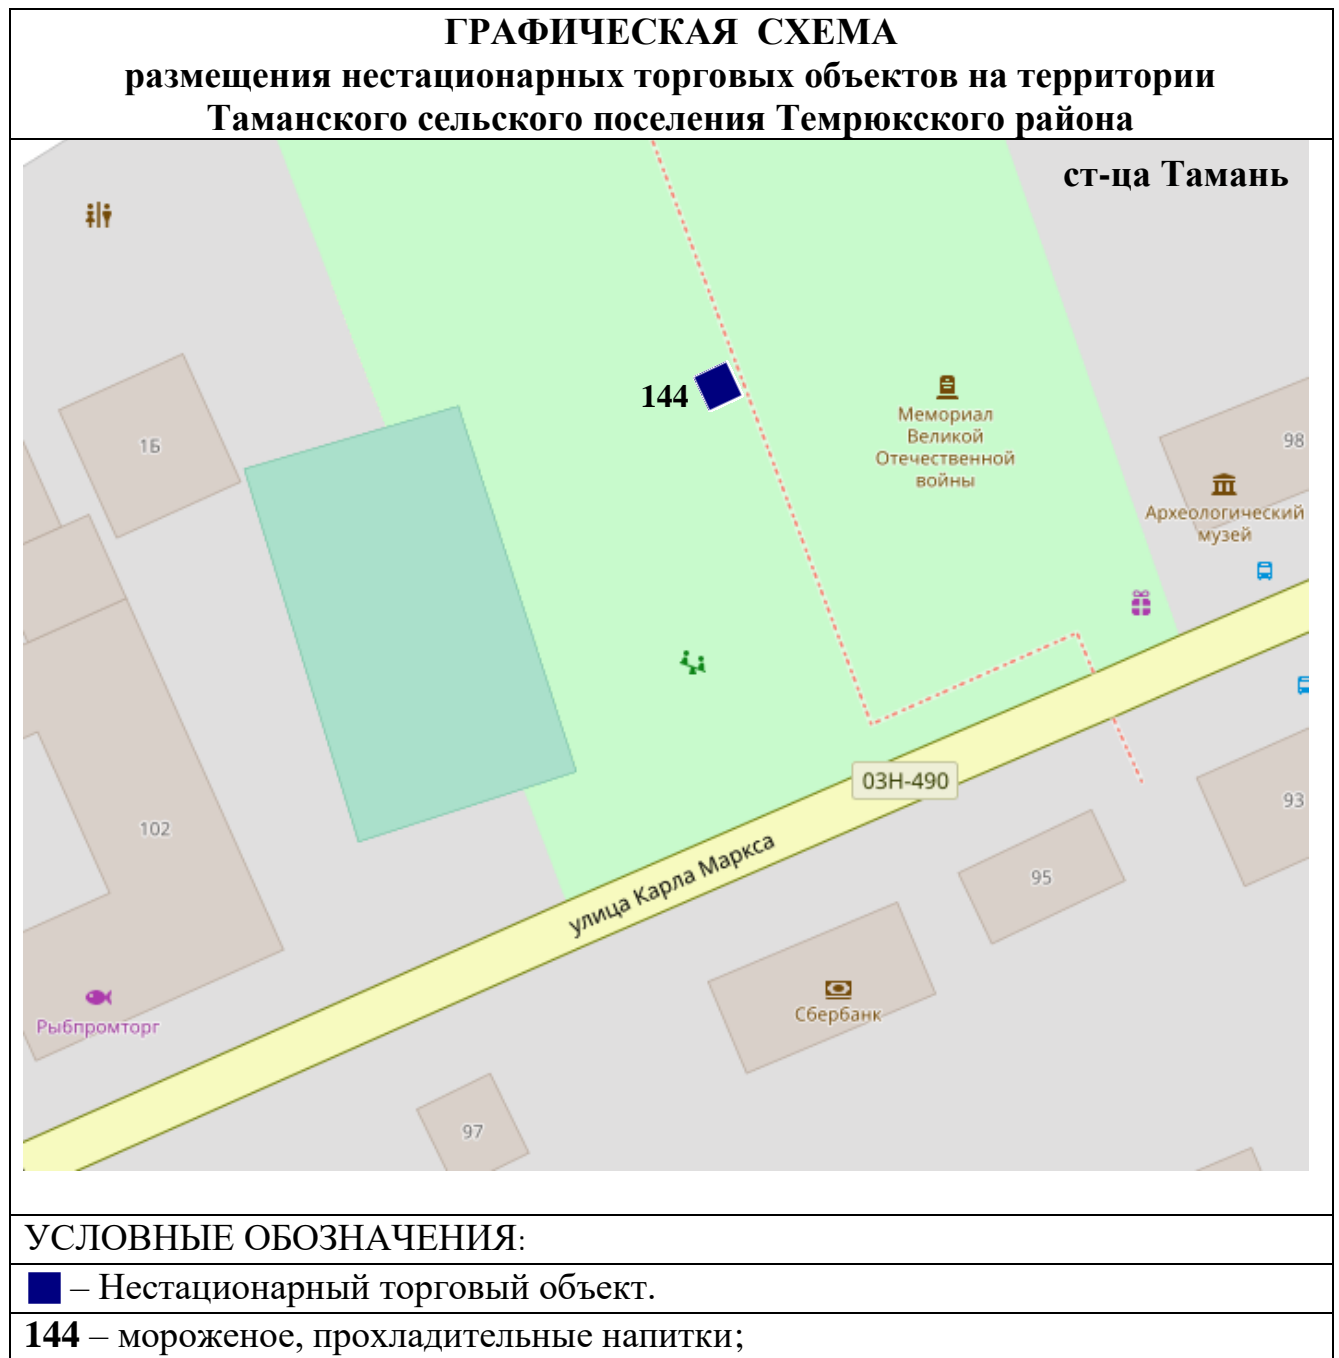 ГРАФИЧЕСКАЯ СХЕМА
размещения нестационарных торговых объектов на территории
Таманского сельского поселения Темрюкского района
ст-ца Тамань
144
Мемориал
Великой
Отечественной
войны
1Б
98
Археологический
музей
03Н-490
93
102
улица Карла Маркса
95
Сбербанк
Рыбпромторг
97
УСЛОВНЫЕ ОБОЗНАЧЕНИЯ:
– Нестационарный торговый объект.
144 – мороженое, прохладительные напитки;